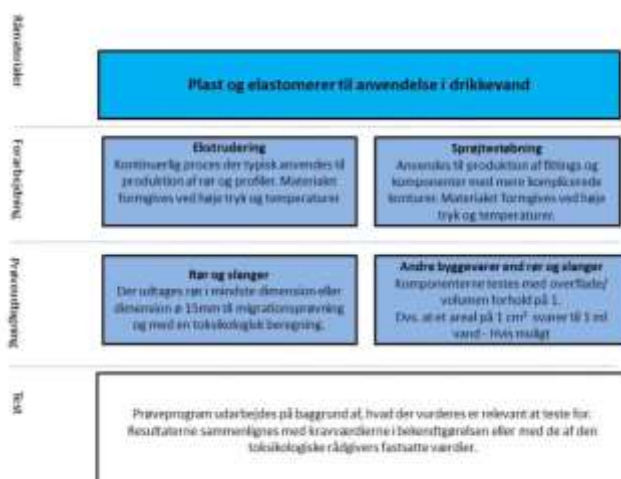 Råmaterialer
Plast og elastomerer til anvendelse i drikkevand
Forarbejdning
Ekstrudering
Kontinuerlig proces der typisk anvendes til
produktion af rør og profiler. Materialet
formgives ved høje tryk og temperaturer
Sprøjtestøbning
Anvendes til produktion af fittings og
komponenter med mere komplicerede
konturer. Materialet formgives ved høje
tryk og temperaturer.
Prøveudtagning
Rør og slanger
Der udtages rør i mindste dimension eller
dimension ø 15mm til migrationsprøvning
og med en toksikologisk beregning.
Andre byggevarer end rør og slanger
Komponenterne testes med overflade/
volumen forhold på 1.
Dvs. at et areal på 1 cm² svarer til 1 ml
vand - hvis muligt
Test
Prøveprogram udarbejdes på baggrund af, hvad der vurderes er relevant at teste for.
Resultaterne sammenlignes med kravværdierne i bekendtgørelsen eller med de af den
toksikologiske rådgivers fastsatte værdier.